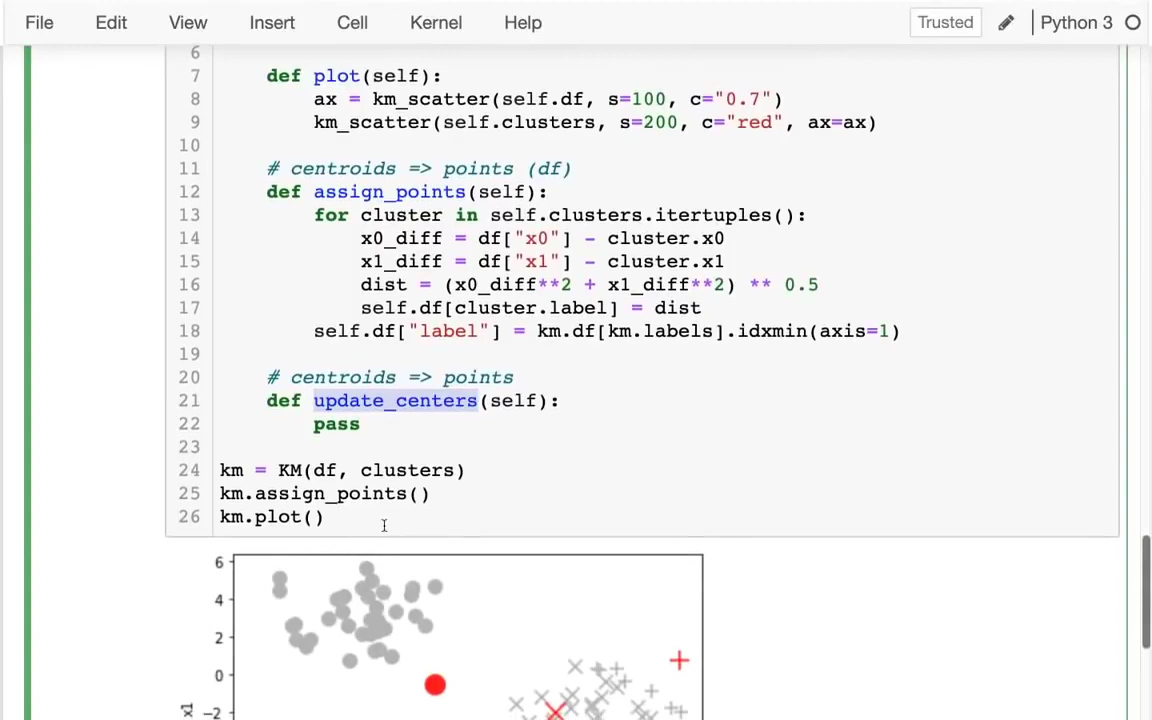 File Edit View Insert Cell Kernel Help Trusted Python 3
6
7     def plot(self):
8         ax = km_scatter(self.df, s=100, c="0.7")
9         km_scatter(self.clusters, s=200, c="red", ax=ax)
10
11     # centroids => points (df)
12     def assign_points(self):
13         for cluster in self.clusters.itertuples():
14             x0_diff = df["x0"] - cluster.x0
15             x1_diff = df["x1"] - cluster.x1
16             dist = (x0_diff**2 + x1_diff**2) ** 0.5
17             self.df[cluster.label] = dist
18         self.df["label"] = km.df[km.labels].idxmin(axis=1)
19
20     # centroids => points
21     def update_centers(self):
22         pass
23
24 km = KM(df, clusters)
25 km.assign_points()
26 km.plot()
6
4
2
0
-2
x1